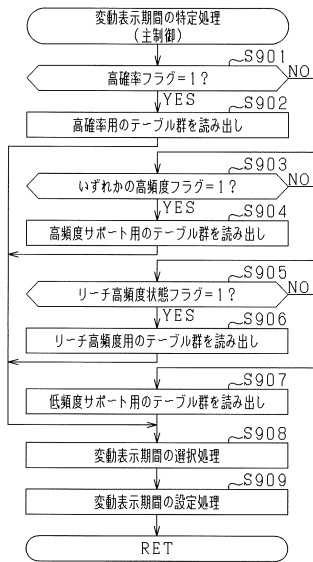 変動表示期間の特定処理
(主制御)
S901
高確率フラグ=1?
NO
YES
S902
高確率用のテーブル群を読み出し
S903
いずれかの高頻度フラグ=1?
NO
YES
S904
高頻度サポート用のテーブル群を読み出し
S905
リーチ高頻度状態フラグ=1?
NO
YES
S906
リーチ高頻度用のテーブル群を読み出し
S907
低頻度サポート用のテーブル群を読み出し
S908
変動表示期間の選択処理
S909
変動表示期間の設定処理
RET